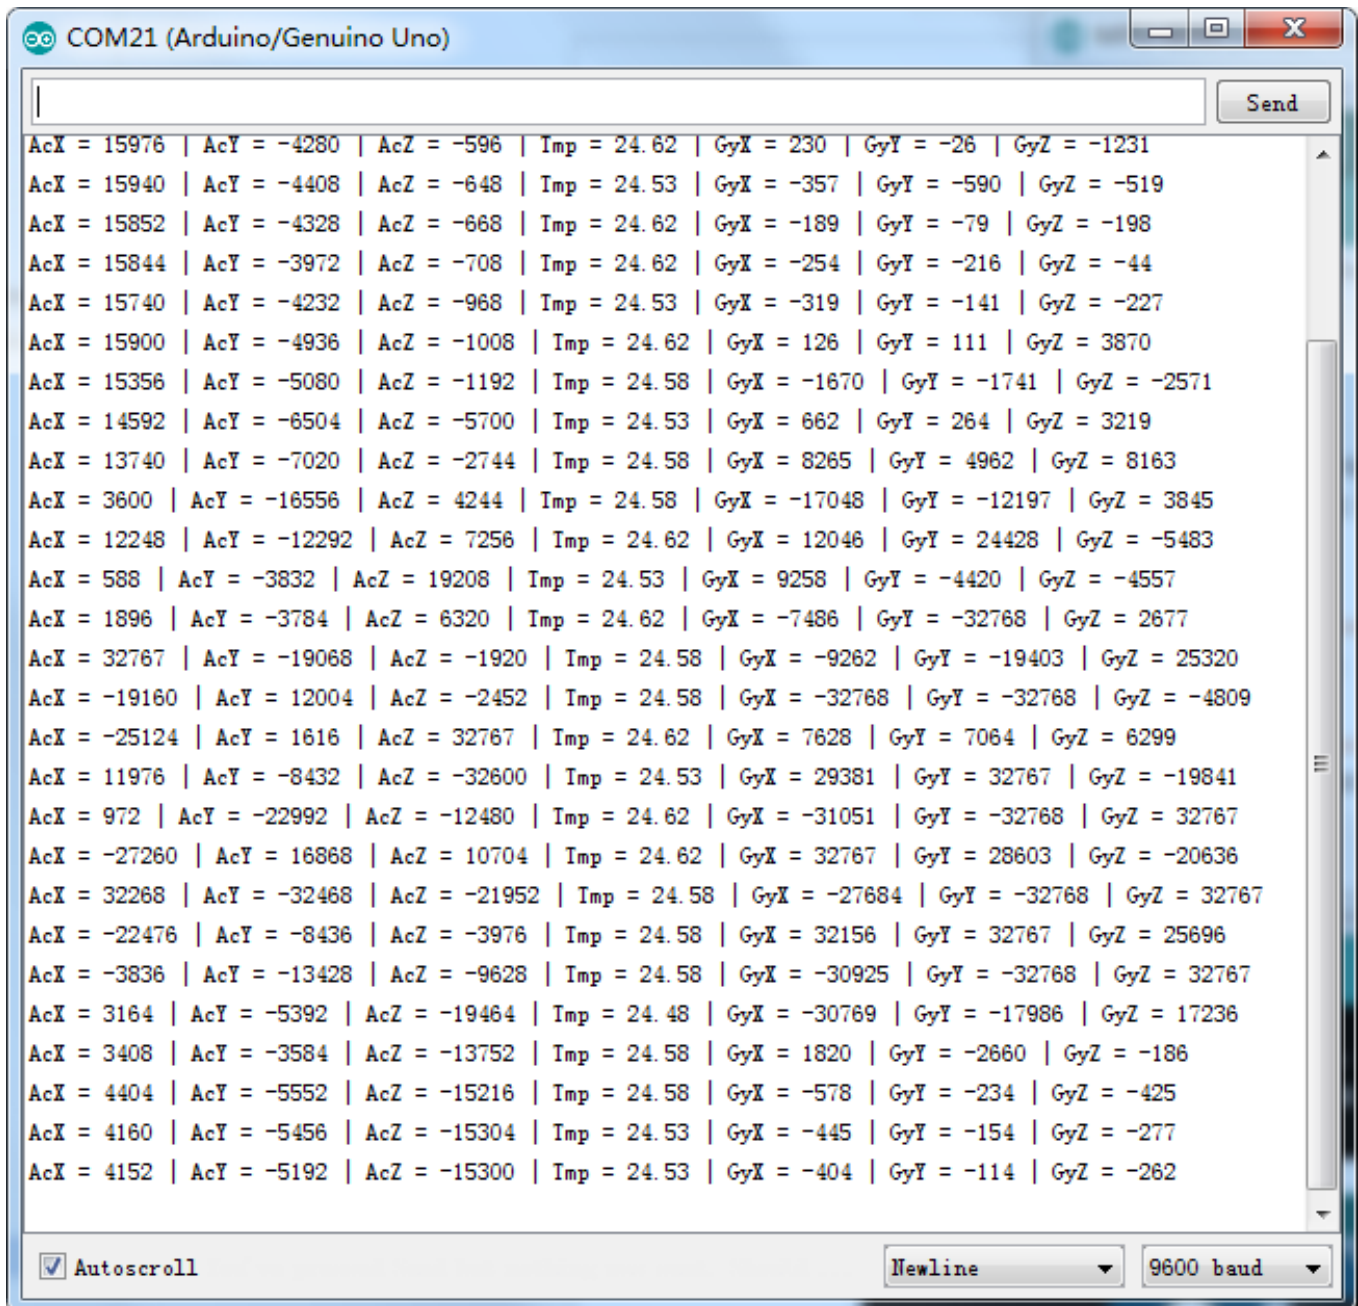 COM21 (Arduino/Genuino Uno)
Send
AcX = 15976 | AcY = -4280 | AcZ = -596 | Tmp = 24.62 | GyX = 230 | GyY = -26 | GyZ = -1231
AcX = 15940 | AcY = -4408 | AcZ = -648 | Tmp = 24.53 | GyX = -357 | GyY = -590 | GyZ = -519
AcX = 15852 | AcY = -4328 | AcZ = -668 | Tmp = 24.62 | GyX = -189 | GyY = -79 | GyZ = -198
AcX = 15844 | AcY = -3972 | AcZ = -708 | Tmp = 24.62 | GyX = -254 | GyY = -216 | GyZ = -44
AcX = 15740 | AcY = -4232 | AcZ = -968 | Tmp = 24.53 | GyX = -319 | GyY = -141 | GyZ = -227
AcX = 15900 | AcY = -4936 | AcZ = -1008 | Tmp = 24.62 | GyX = 126 | GyY = 111 | GyZ = 3870
AcX = 15356 | AcY = -5080 | AcZ = -1192 | Tmp = 24.58 | GyX = -1670 | GyY = -1741 | GyZ = -2571
AcX = 14592 | AcY = -6504 | AcZ = -5700 | Tmp = 24.53 | GyX = 662 | GyY = 264 | GyZ = 3219
AcX = 13740 | AcY = -7020 | AcZ = -2744 | Tmp = 24.58 | GyX = 8265 | GyY = 4962 | GyZ = 8163
AcX = 3600 | AcY = -16556 | AcZ = 4244 | Tmp = 24.58 | GyX = -17048 | GyY = -12197 | GyZ = 3845
AcX = 12248 | AcY = -12292 | AcZ = 7256 | Tmp = 24.62 | GyX = 12046 | GyY = 24428 | GyZ = -5483
AcX = 588 | AcY = -3832 | AcZ = 19208 | Tmp = 24.53 | GyX = 9258 | GyY = -4420 | GyZ = -4557
AcX = 1896 | AcY = -3784 | AcZ = 6320 | Tmp = 24.62 | GyX = -7486 | GyY = -32768 | GyZ = 2677
AcX = 32767 | AcY = -19068 | AcZ = -1920 | Tmp = 24.58 | GyX = -9262 | GyY = -19403 | GyZ = 25320
AcX = -19160 | AcY = 12004 | AcZ = -2452 | Tmp = 24.58 | GyX = -32768 | GyY = -32768 | GyZ = -4809
AcX = -25124 | AcY = 1616 | AcZ = 32767 | Tmp = 24.62 | GyX = 7628 | GyY = 7064 | GyZ = 6299
AcX = 11976 | AcY = -8432 | AcZ = -32600 | Tmp = 24.53 | GyX = 29381 | GyY = 32767 | GyZ = -19841
AcX = 972 | AcY = -22992 | AcZ = -12480 | Tmp = 24.62 | GyX = -31051 | GyY = -32768 | GyZ = 32767
AcX = -27260 | AcY = 16868 | AcZ = 10704 | Tmp = 24.62 | GyX = 32767 | GyY = 28603 | GyZ = -20636
AcX = 32268 | AcY = -32468 | AcZ = -21952 | Tmp = 24.58 | GyX = -27684 | GyY = -32768 | GyZ = 32767
AcX = -22476 | AcY = -8436 | AcZ = -3976 | Tmp = 24.58 | GyX = 32156 | GyY = 32767 | GyZ = 25696
AcX = -3836 | AcY = -13428 | AcZ = -9628 | Tmp = 24.58 | GyX = -30925 | GyY = -32768 | GyZ = 32767
AcX = 3164 | AcY = -5392 | AcZ = -19464 | Tmp = 24.48 | GyX = -30769 | GyY = -17986 | GyZ = 17236
AcX = 3408 | AcY = -3584 | AcZ = -13752 | Tmp = 24.58 | GyX = 1820 | GyY = -2660 | GyZ = -186
AcX = 4404 | AcY = -5552 | AcZ = -15216 | Tmp = 24.58 | GyX = -578 | GyY = -234 | GyZ = -425
AcX = 4160 | AcY = -5456 | AcZ = -15304 | Tmp = 24.53 | GyX = -445 | GyY = -154 | GyZ = -277
AcX = 4152 | AcY = -5192 | AcZ = -15300 | Tmp = 24.53 | GyX = -404 | GyY = -114 | GyZ = -262
Autoscroll
Newline
9600 baud